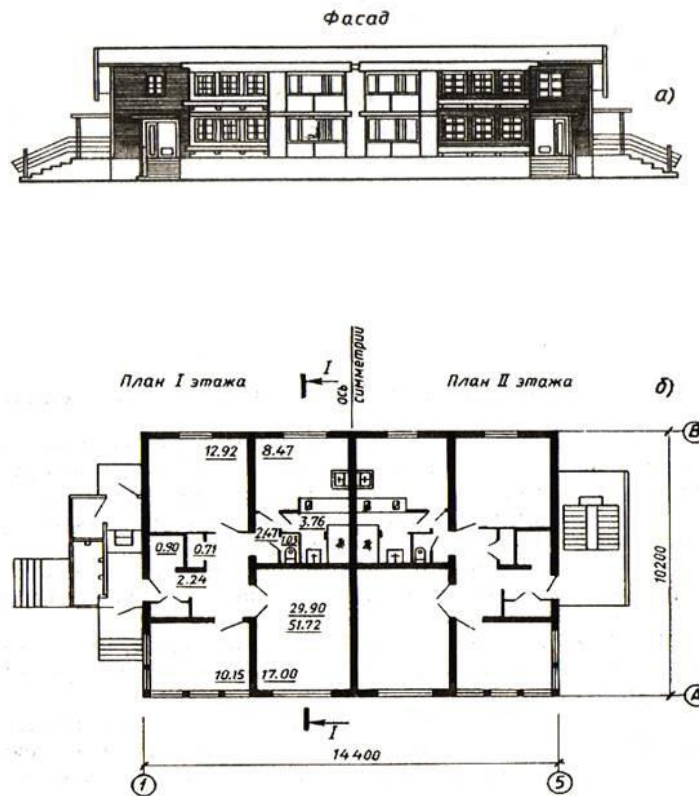 Фасад
а)
План I этажа
I
ось симметрии
План II этажа
б)
12.92
8.47
В
3.76
2.47
1.03
0.90
0.71
2.24
29.90
51.72
10.15
17.00
10200
А
I
14400
1
5